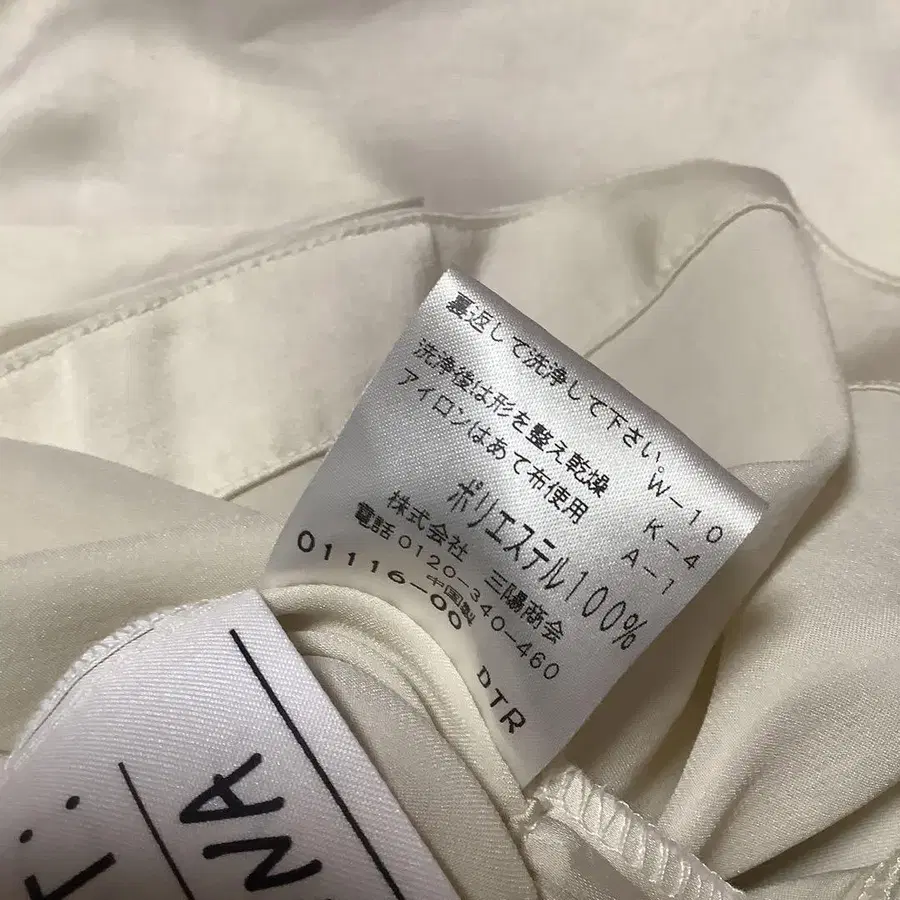 裏返して洗浄して下さい。
W-10
洗浄後は形を整え乾燥
K-4
アイロンはあて布使用
A-1
ポリエステル100%
株式会社 三陽商会
電話0120-340-460
中国製
01116-00 DTR
NA